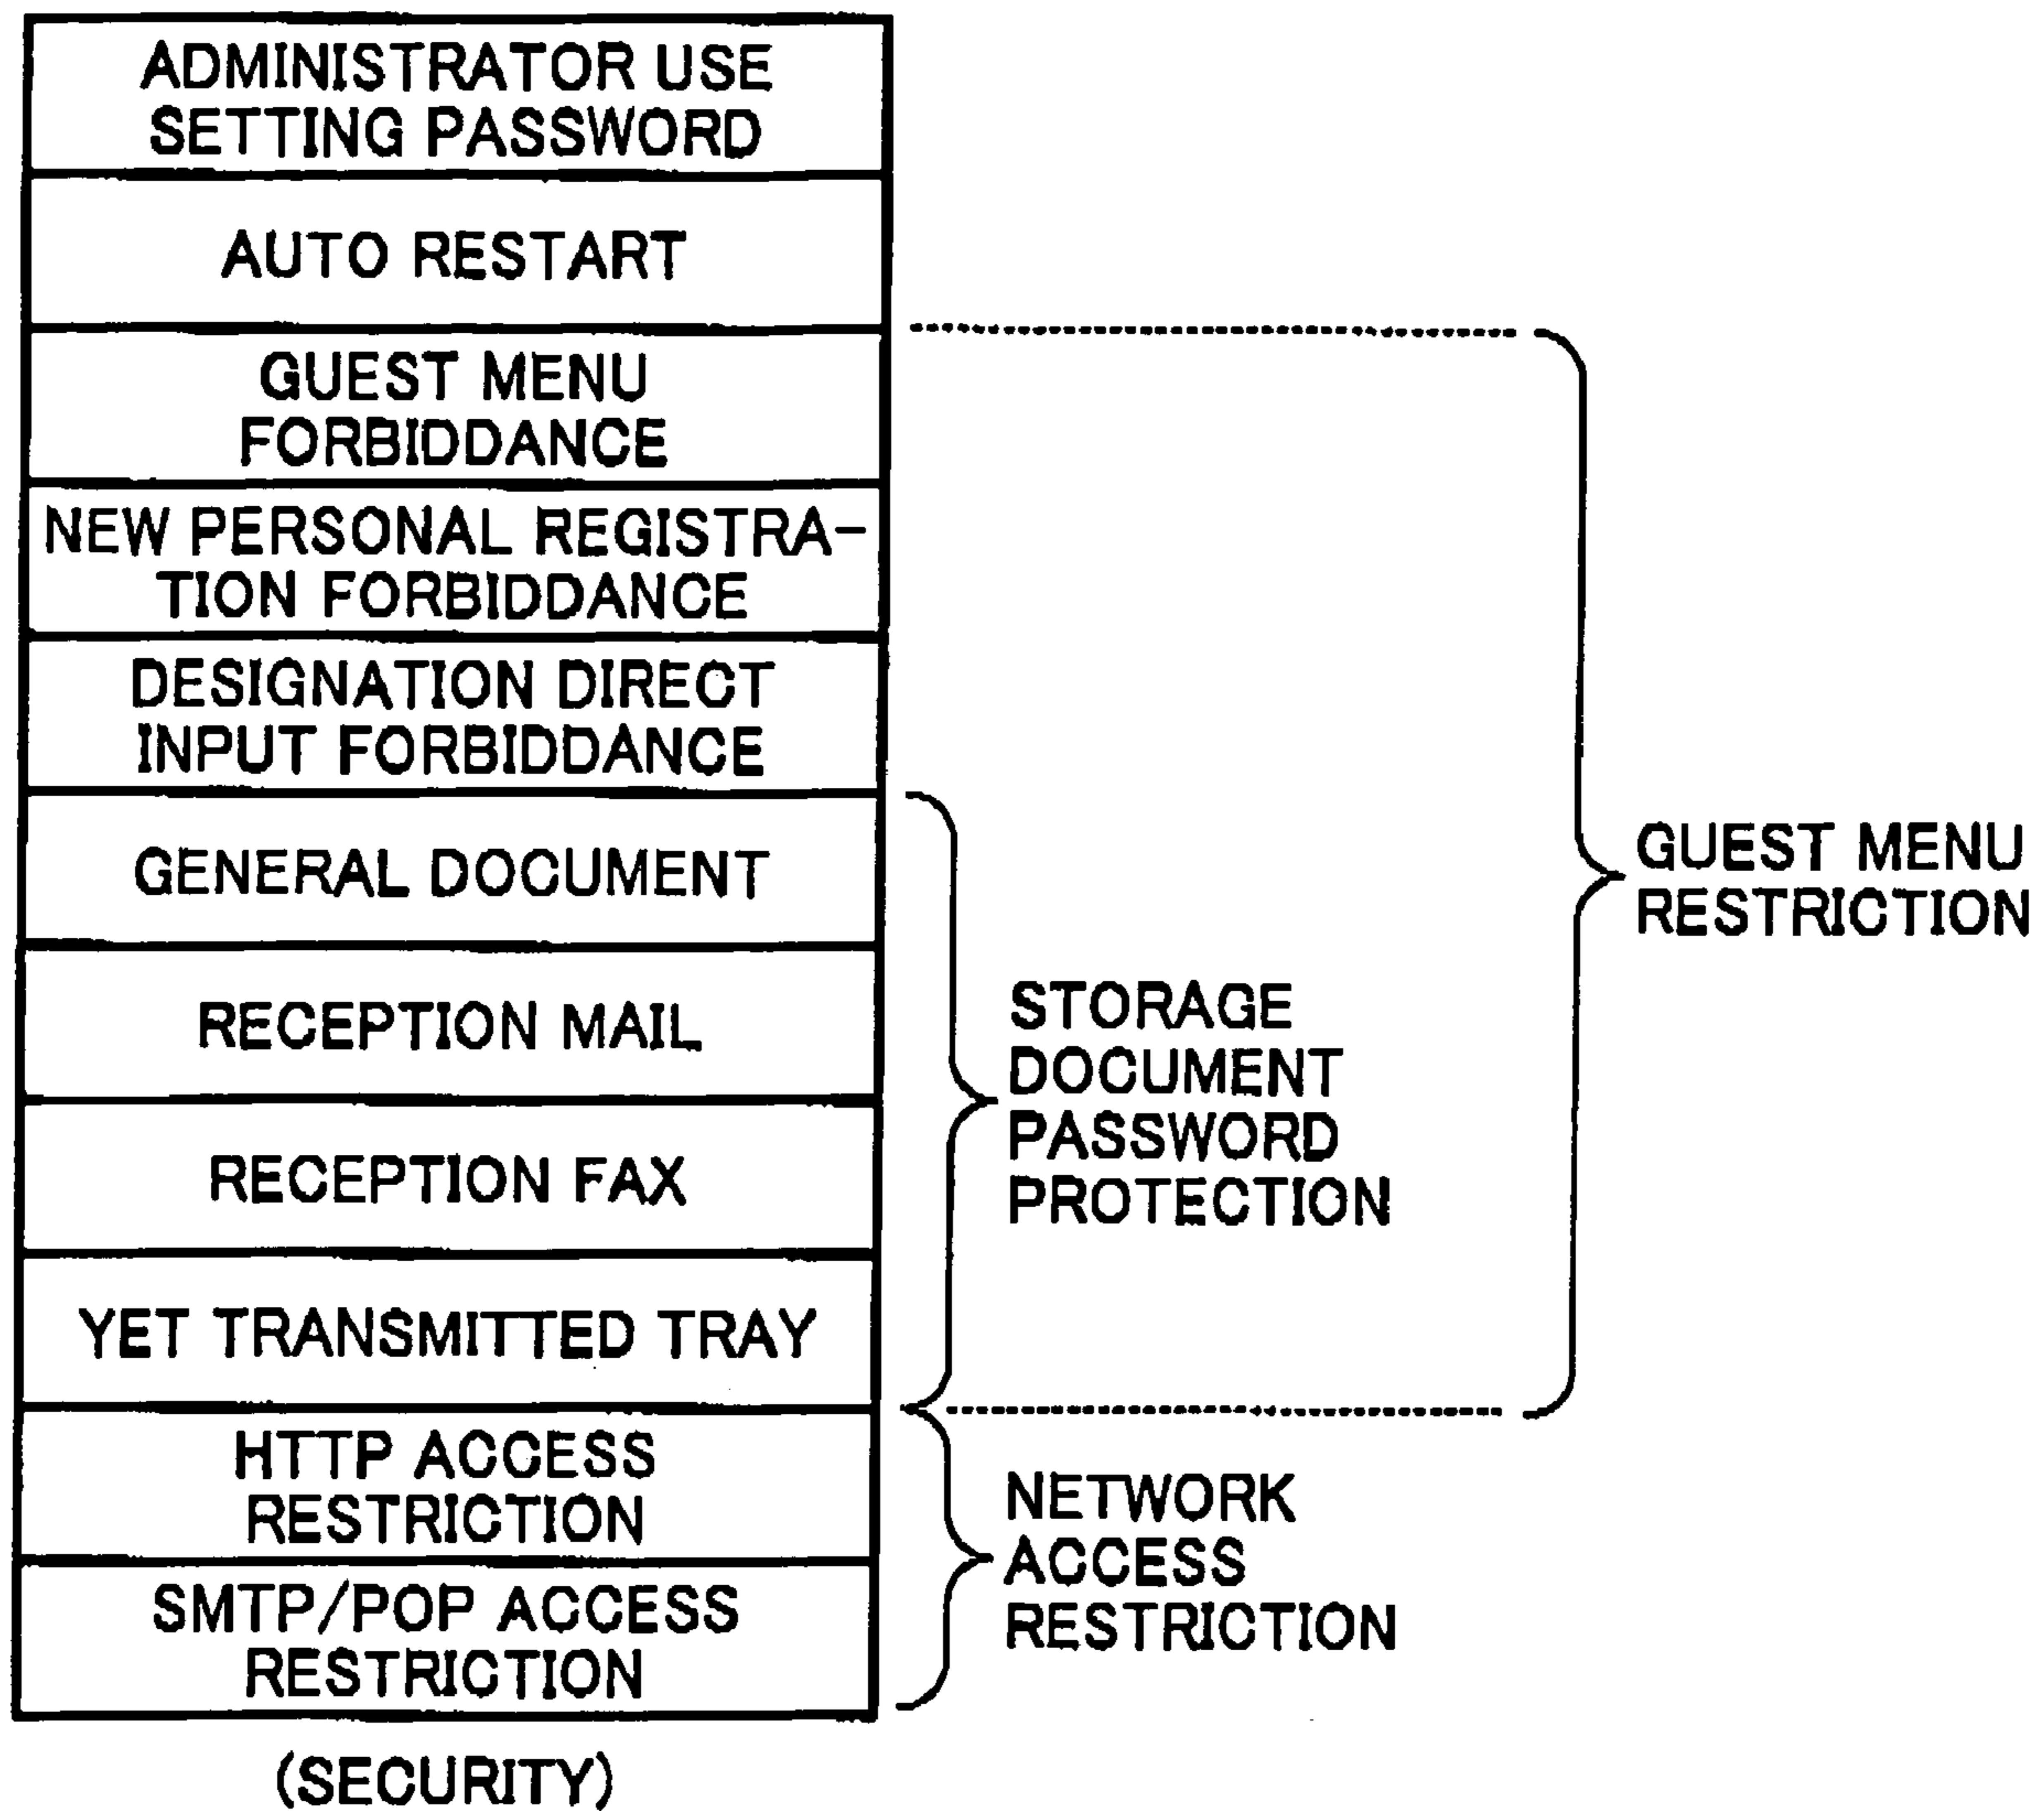 ADMINISTRATOR USE
SETTING PASSWORD
AUTO RESTART
GUEST MENU
FORBIDDANCE
NEW PERSONAL REGISTRA-
TION FORBIDDANCE
DESIGNATION DIRECT
INPUT FORBIDDANCE
GENERAL DOCUMENT
RECEPTION MAIL
RECEPTION FAX
YET TRANSMITTED TRAY
HTTP ACCESS
RESTRICTION
SMTP/POP ACCESS
RESTRICTION
STORAGE
DOCUMENT
PASSWORD
PROTECTION
NETWORK
ACCESS
RESTRICTION
GUEST MENU
RESTRICTION
(SECURITY)